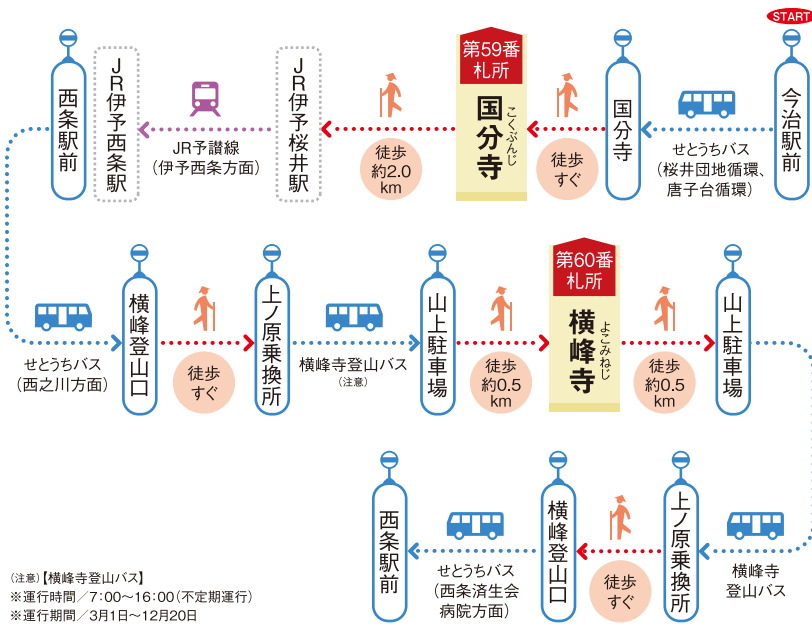 START
今治駅前
せとうちバス
(桜井団地循環、
唐子台循環)
国分寺
徒歩
すぐ
第59番
札所
国分寺
こくぶんじ
徒歩
約2.0
km
JR伊予桜井駅
JR予讃線
(伊予西条方面)
JR伊予西条駅
西条駅前
せとうちバス
(西之川方面)
横峰登山口
徒歩
すぐ
上ノ原乗換所
横峰寺登山バス
(注意)
山上駐車場
徒歩
約0.5
km
第60番
札所
横峰寺
よこみねじ
徒歩
約0.5
km
山上駐車場
横峰寺
登山バス
上ノ原乗換所
徒歩
すぐ
横峰登山口
せとうちバス
(西条済生会
病院方面)
西条駅前
(注意)【横峰寺登山バス】
※運行時間／7:00〜16:00(不定期運行)
※運行期間／3月1日〜12月20日